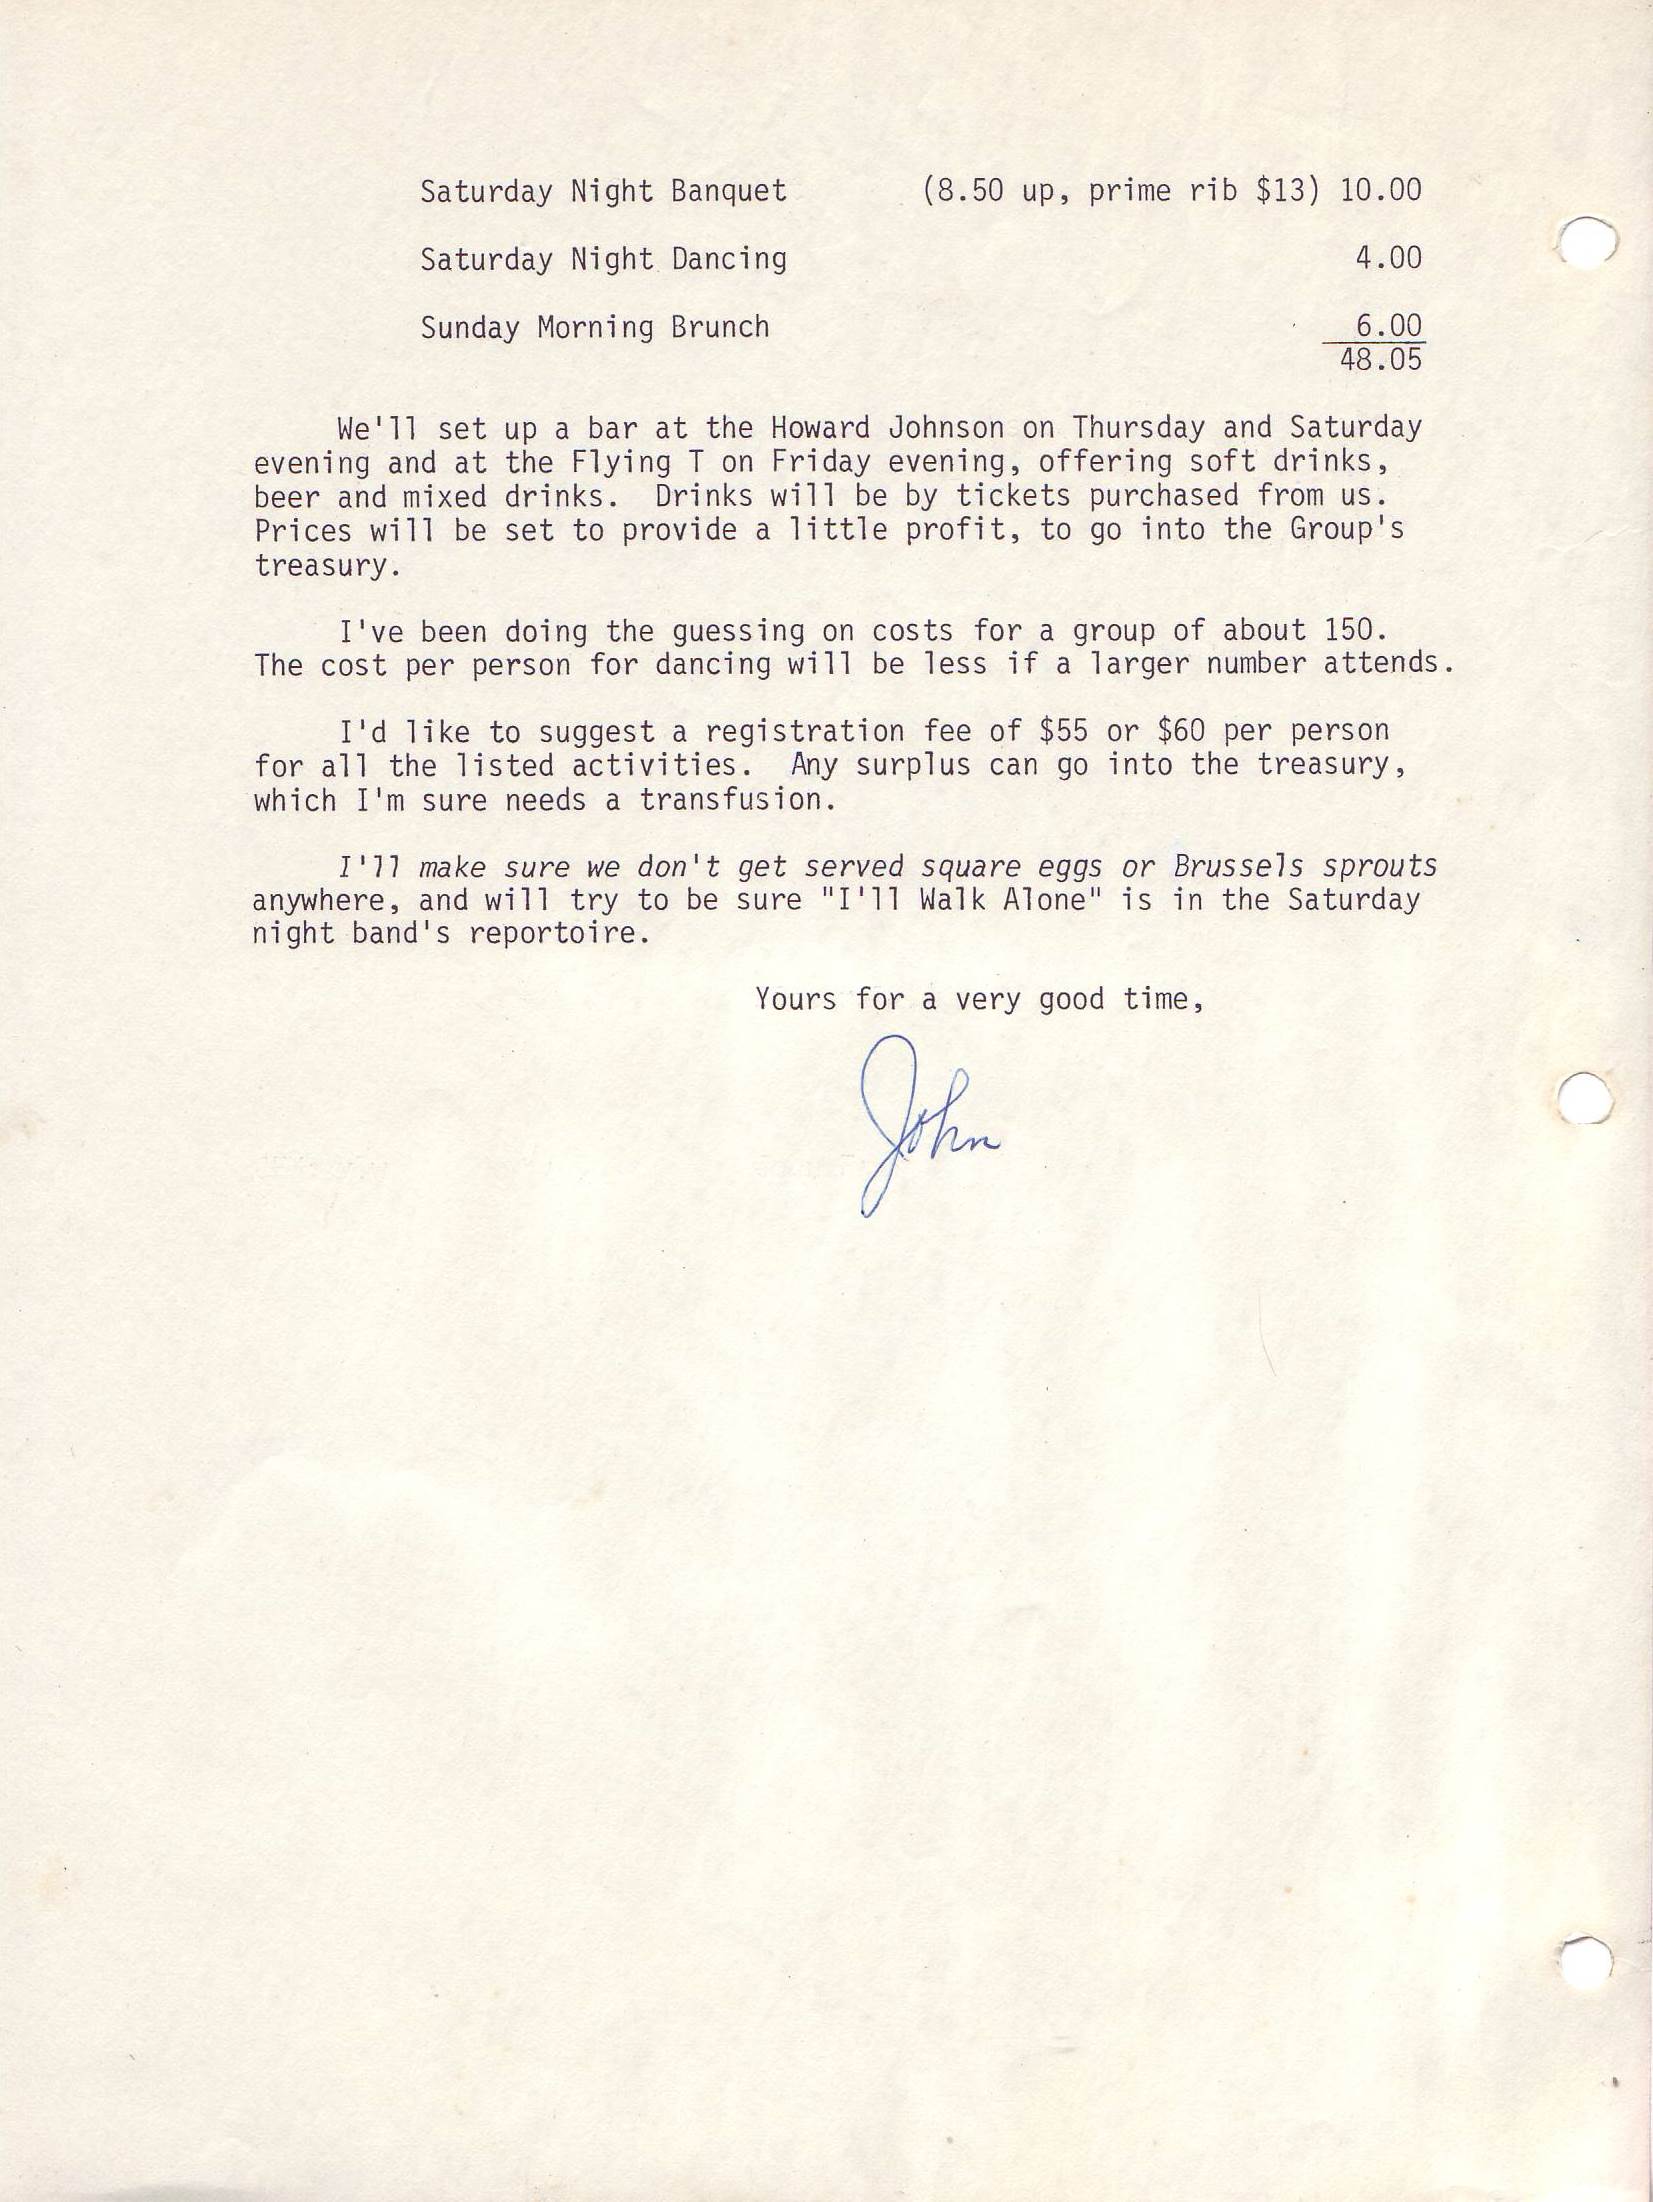 Saturday Night Banquet (8.50 up, prime rib $13) 10.00
Saturday Night Dancing 4.00
Sunday Morning Brunch 6.00
48.05
We'll set up a bar at the Howard Johnson on Thursday and Saturday
evening and at the Flying T on Friday evening, offering soft drinks,
beer and mixed drinks. Drinks will be by tickets purchased from us.
Prices will be set to provide a little profit, to go into the Group's
treasury.
I've been doing the guessing on costs for a group of about 150.
The cost per person for dancing will be less if a larger number attends.
I'd like to suggest a registration fee of $55 or $60 per person
for all the listed activities. Any surplus can go into the treasury,
which I'm sure needs a transfusion.
I'll make sure we don't get served square eggs or Brussels sprouts
anywhere, and will try to be sure "I'll Walk Alone" is in the Saturday
night band's reportoire.
Yours for a very good time,
John